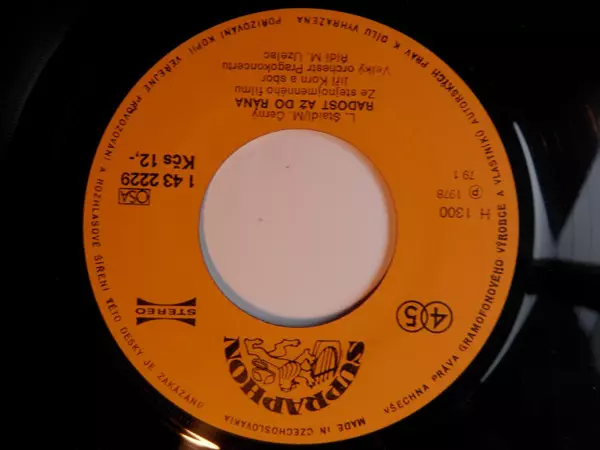 SUPRAPHON
MADE IN CZECHOSLOVAKIA
STEREO
45
OSA
1 43 2229
Kčs 12,-
H 1300
Ⓟ 1978
79 1
L. Štaidl/M. Černý
RADOST AŽ DO RÁNA
Ze stejnojmenného filmu
Jiří Korn a sbor
Velký orchestr Pragokoncertu
Řídí M. Uzelac
VŠECHNA PRÁVA GRAMOFONOVÉHO VÝROBCE A VLASTNÍKŮ AUTORSKÝCH PRÁV K DÍLU VYHRAZENA POŘIZOVÁNÍ KOPIÍ VEŘEJNÉ PROVOZOVÁNÍ A ROZHLASOVÉ ŠÍŘENÍ TÉTO DESKY JE ZAKÁZÁNO